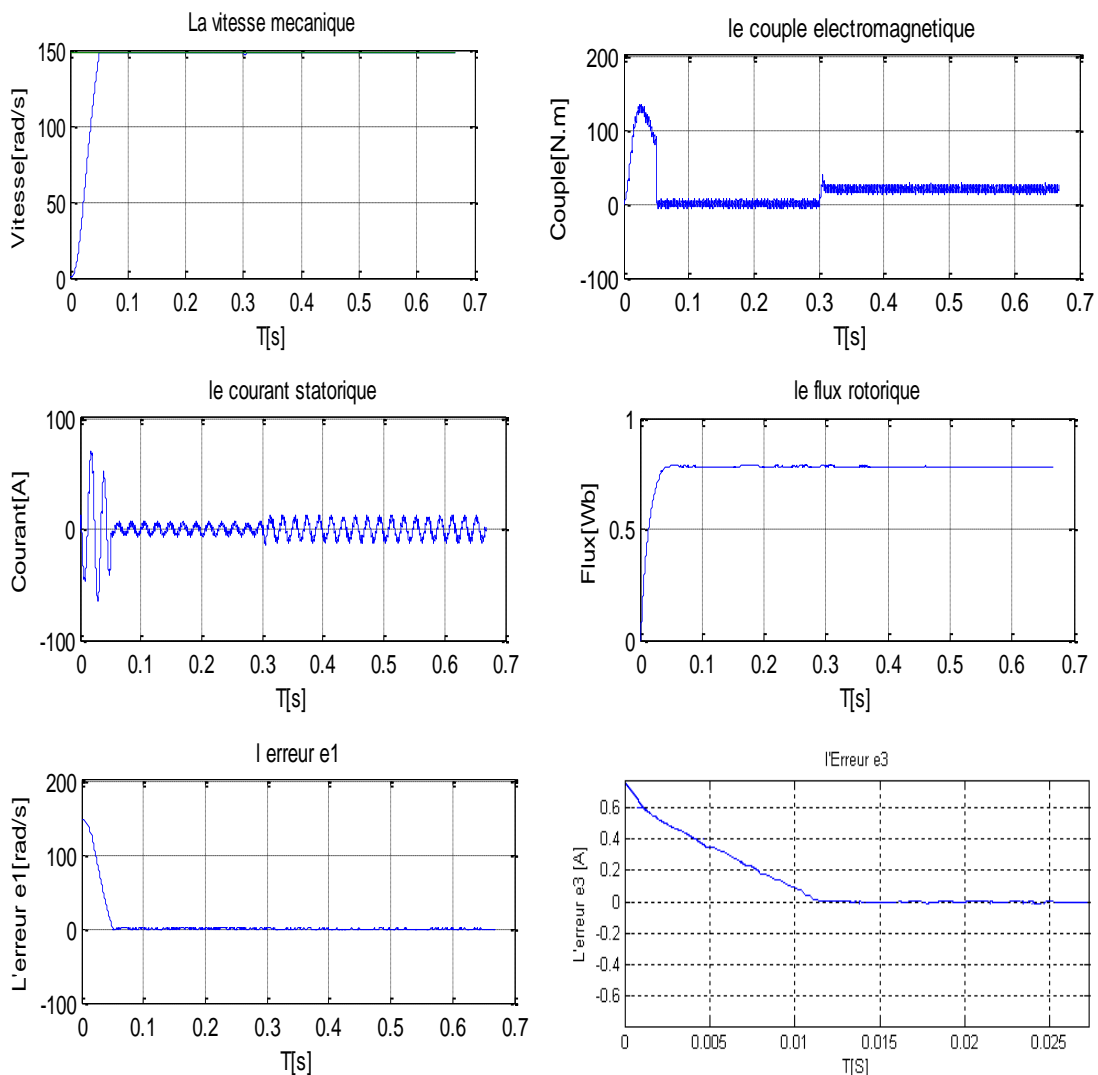 La vitesse mecanique
Vitesse[rad/s]
150
100
50
0
0 0.1 0.2 0.3 0.4 0.5 0.6 0.7
T[s]
le couple electromagnetique
Couple[N.m]
200
100
0
-100
0 0.1 0.2 0.3 0.4 0.5 0.6 0.7
T[s]
le courant statorique
Courant[A]
100
0
-100
0 0.1 0.2 0.3 0.4 0.5 0.6 0.7
T[s]
le flux rotorique
Flux[Wb]
1
0.5
0
0 0.1 0.2 0.3 0.4 0.5 0.6 0.7
T[s]
l erreur e1
L'erreur e1[rad/s]
200
100
0
-100
0 0.1 0.2 0.3 0.4 0.5 0.6 0.7
T[s]
l'Erreur e3
L'erreur e3 [A]
0.6
0.4
0.2
0
-0.2
-0.4
-0.6
0 0.005 0.01 0.015 0.02 0.025
T[S]